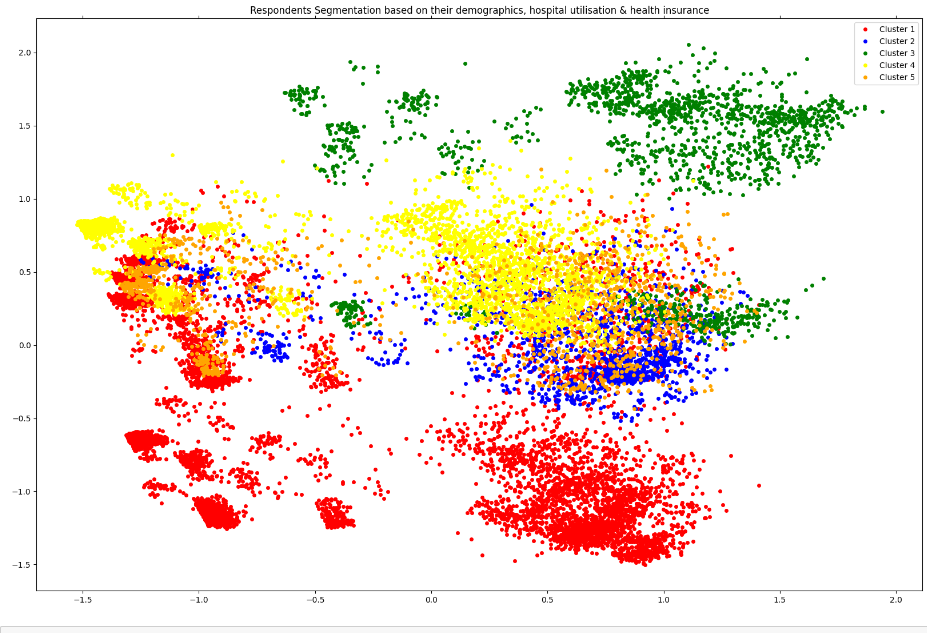 Respondents Segmentation based on their demographics, hospital utilisation & health insurance
Cluster 1
Cluster 2
Cluster 3
Cluster 4
Cluster 5
2.0
1.5
1.0
0.5
0.0
−0.5
−1.0
−1.5
−1.5 −1.0 −0.5 0.0 0.5 1.0 1.5 2.0